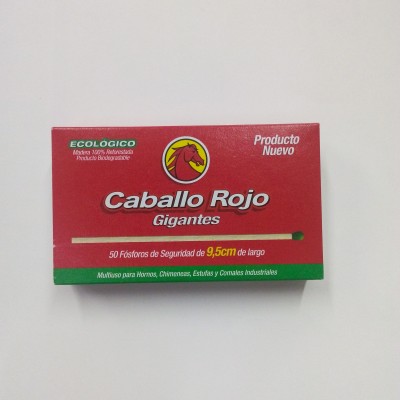 ECOLÓGICO
Madera 100% Reforestada
Producto Biodegradable
Producto
Nuevo
Caballo Rojo
Gigantes
50 Fósforos de Seguridad de 9,5cm de largo
Multiuso para Hornos, Chimeneas, Estufas y Comales Industriales